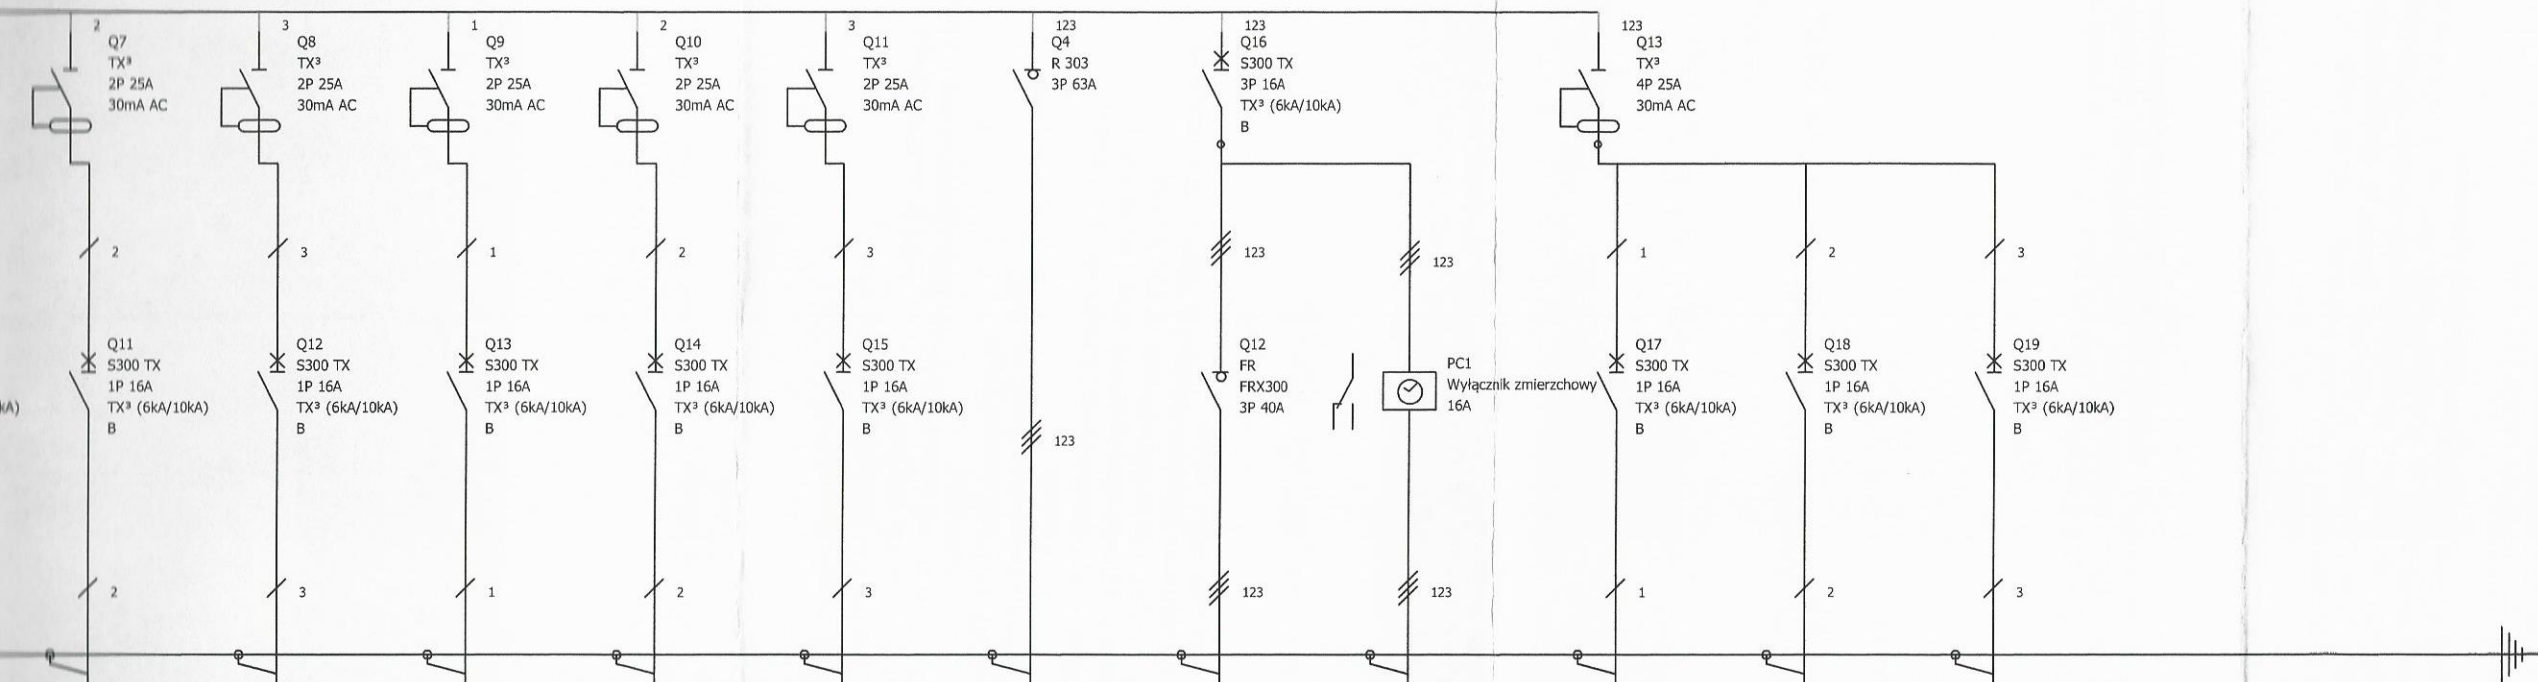 2
Q7
TX³
2P 25A
30mA AC
3
Q8
TX³
2P 25A
30mA AC
1
Q9
TX³
2P 25A
30mA AC
2
Q10
TX³
2P 25A
30mA AC
3
Q11
TX³
2P 25A
30mA AC
123
Q4
R 303
3P 63A
123
Q16
S300 TX
3P 16A
TX³ (6kA/10kA)
B
123
Q13
TX³
4P 25A
30mA AC
2
3
1
2
3
123
123
1
2
3
kA)
Q11
S300 TX
1P 16A
TX³ (6kA/10kA)
B
Q12
S300 TX
1P 16A
TX³ (6kA/10kA)
B
Q13
S300 TX
1P 16A
TX³ (6kA/10kA)
B
Q14
S300 TX
1P 16A
TX³ (6kA/10kA)
B
Q15
S300 TX
1P 16A
TX³ (6kA/10kA)
B
123
Q12
FR
FRX300
3P 40A
PC1
Wyłącznik zmierzchowy
16A
Q17
S300 TX
1P 16A
TX³ (6kA/10kA)
B
Q18
S300 TX
1P 16A
TX³ (6kA/10kA)
B
Q19
S300 TX
1P 16A
TX³ (6kA/10kA)
B
2
3
1
2
3
123
123
1
2
3